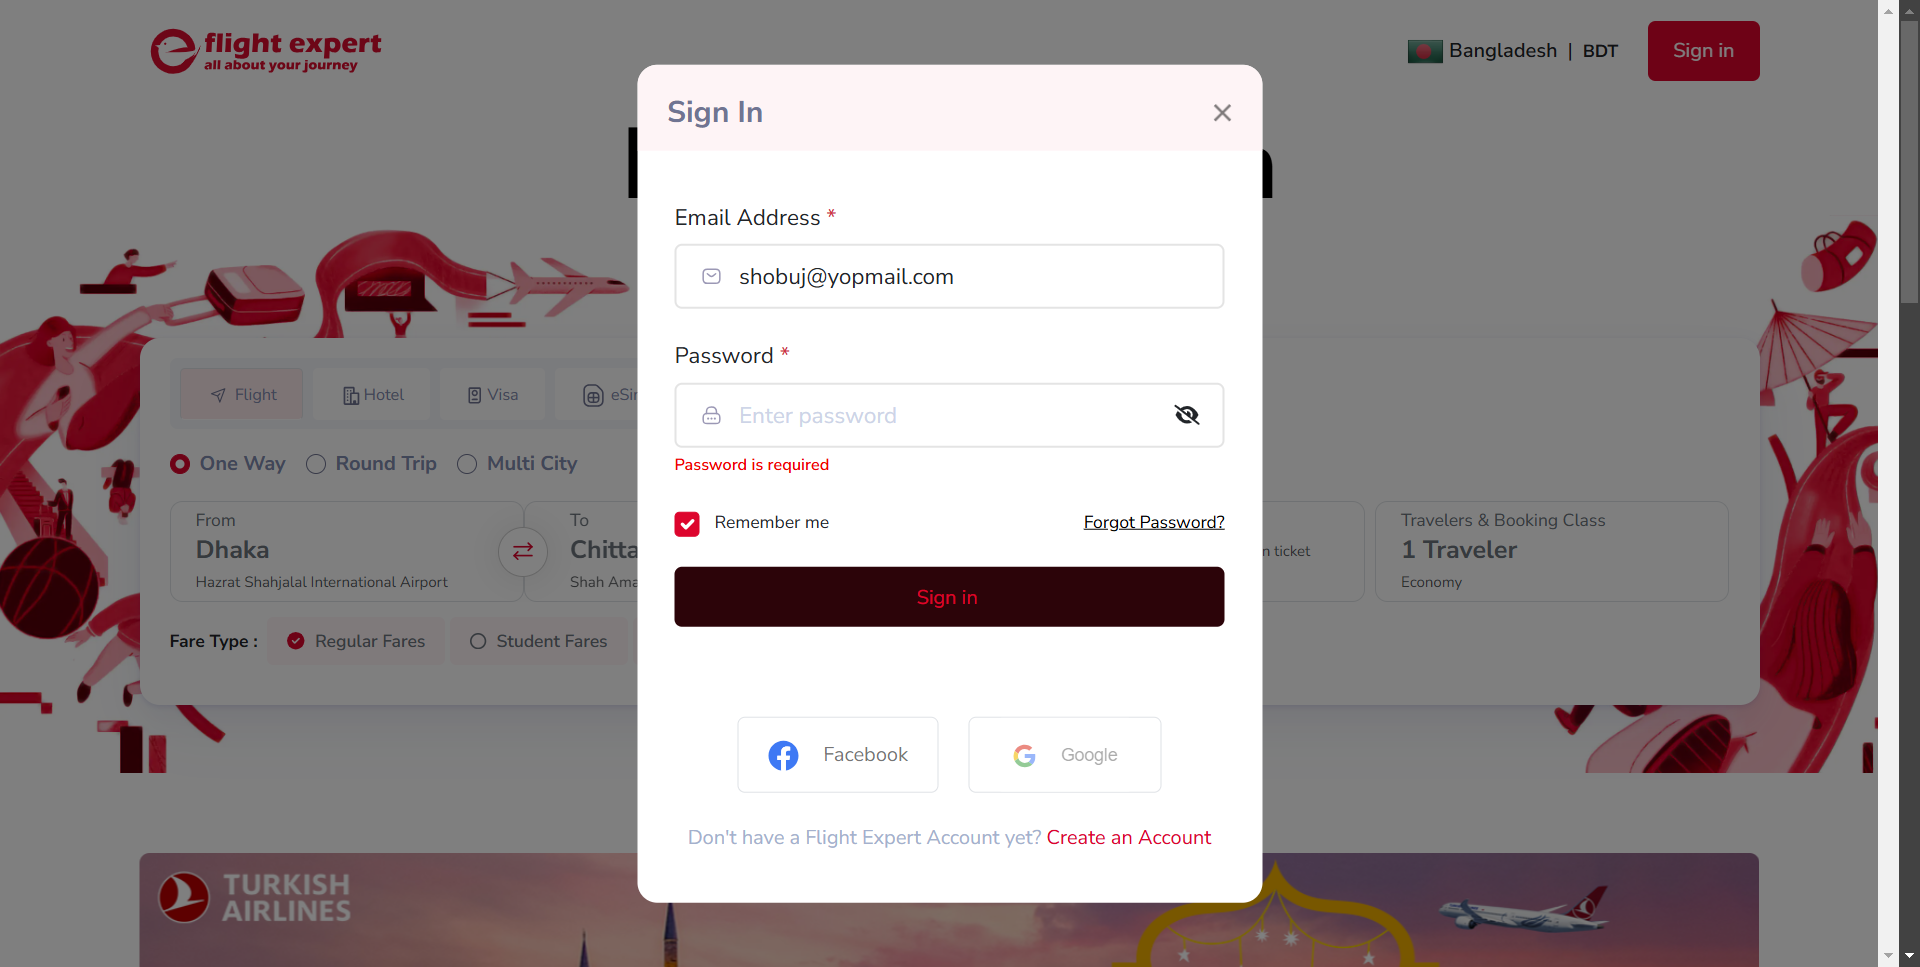 flight expert
all about your journey
Bangladesh | BDT
Sign in
Sign In
Email Address *
shobuj@yopmail.com
Password *
Enter password
Password is required
Remember me
Forgot Password?
Sign in
Facebook
Google
Don't have a Flight Expert Account yet? Create an Account
Flight
Hotel
Visa
One Way
Round Trip
Multi City
From
Dhaka
Hazrat Shahjalal International Airport
To
Shah
ticket
Travelers & Booking Class
1 Traveler
Economy
Fare Type :
Regular Fares
Student Fares
TURKISH
AIRLINES